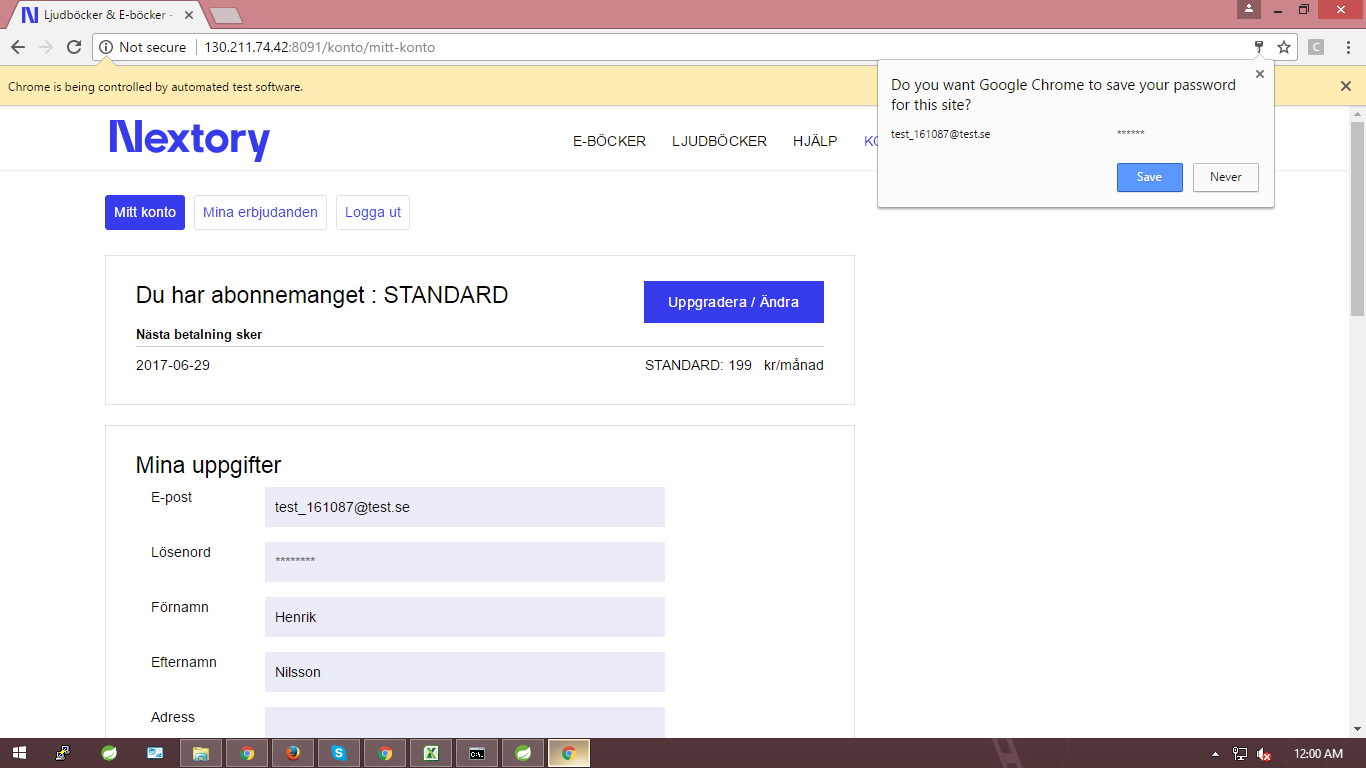 Ljudböcker & E-böcker -
Not secure
130.211.74.42:8091/konto/mitt-konto
C
Chrome is being controlled by automated test software.
Do you want Google Chrome to save your password
for this site?
test_161087@test.se ******
Save Never
Nextory
E-BÖCKER LJUDBÖCKER HJÄLP
Mitt konto Mina erbjudanden Logga ut
Du har abonnemanget : STANDARD
Uppgradera / Ändra
Nästa betalning sker
2017-06-29 STANDARD: 199 kr/månad
Mina uppgifter
E-post test_161087@test.se
Lösenord ********
Förnamn Henrik
Efternamn Nilsson
Adress
12:00 AM